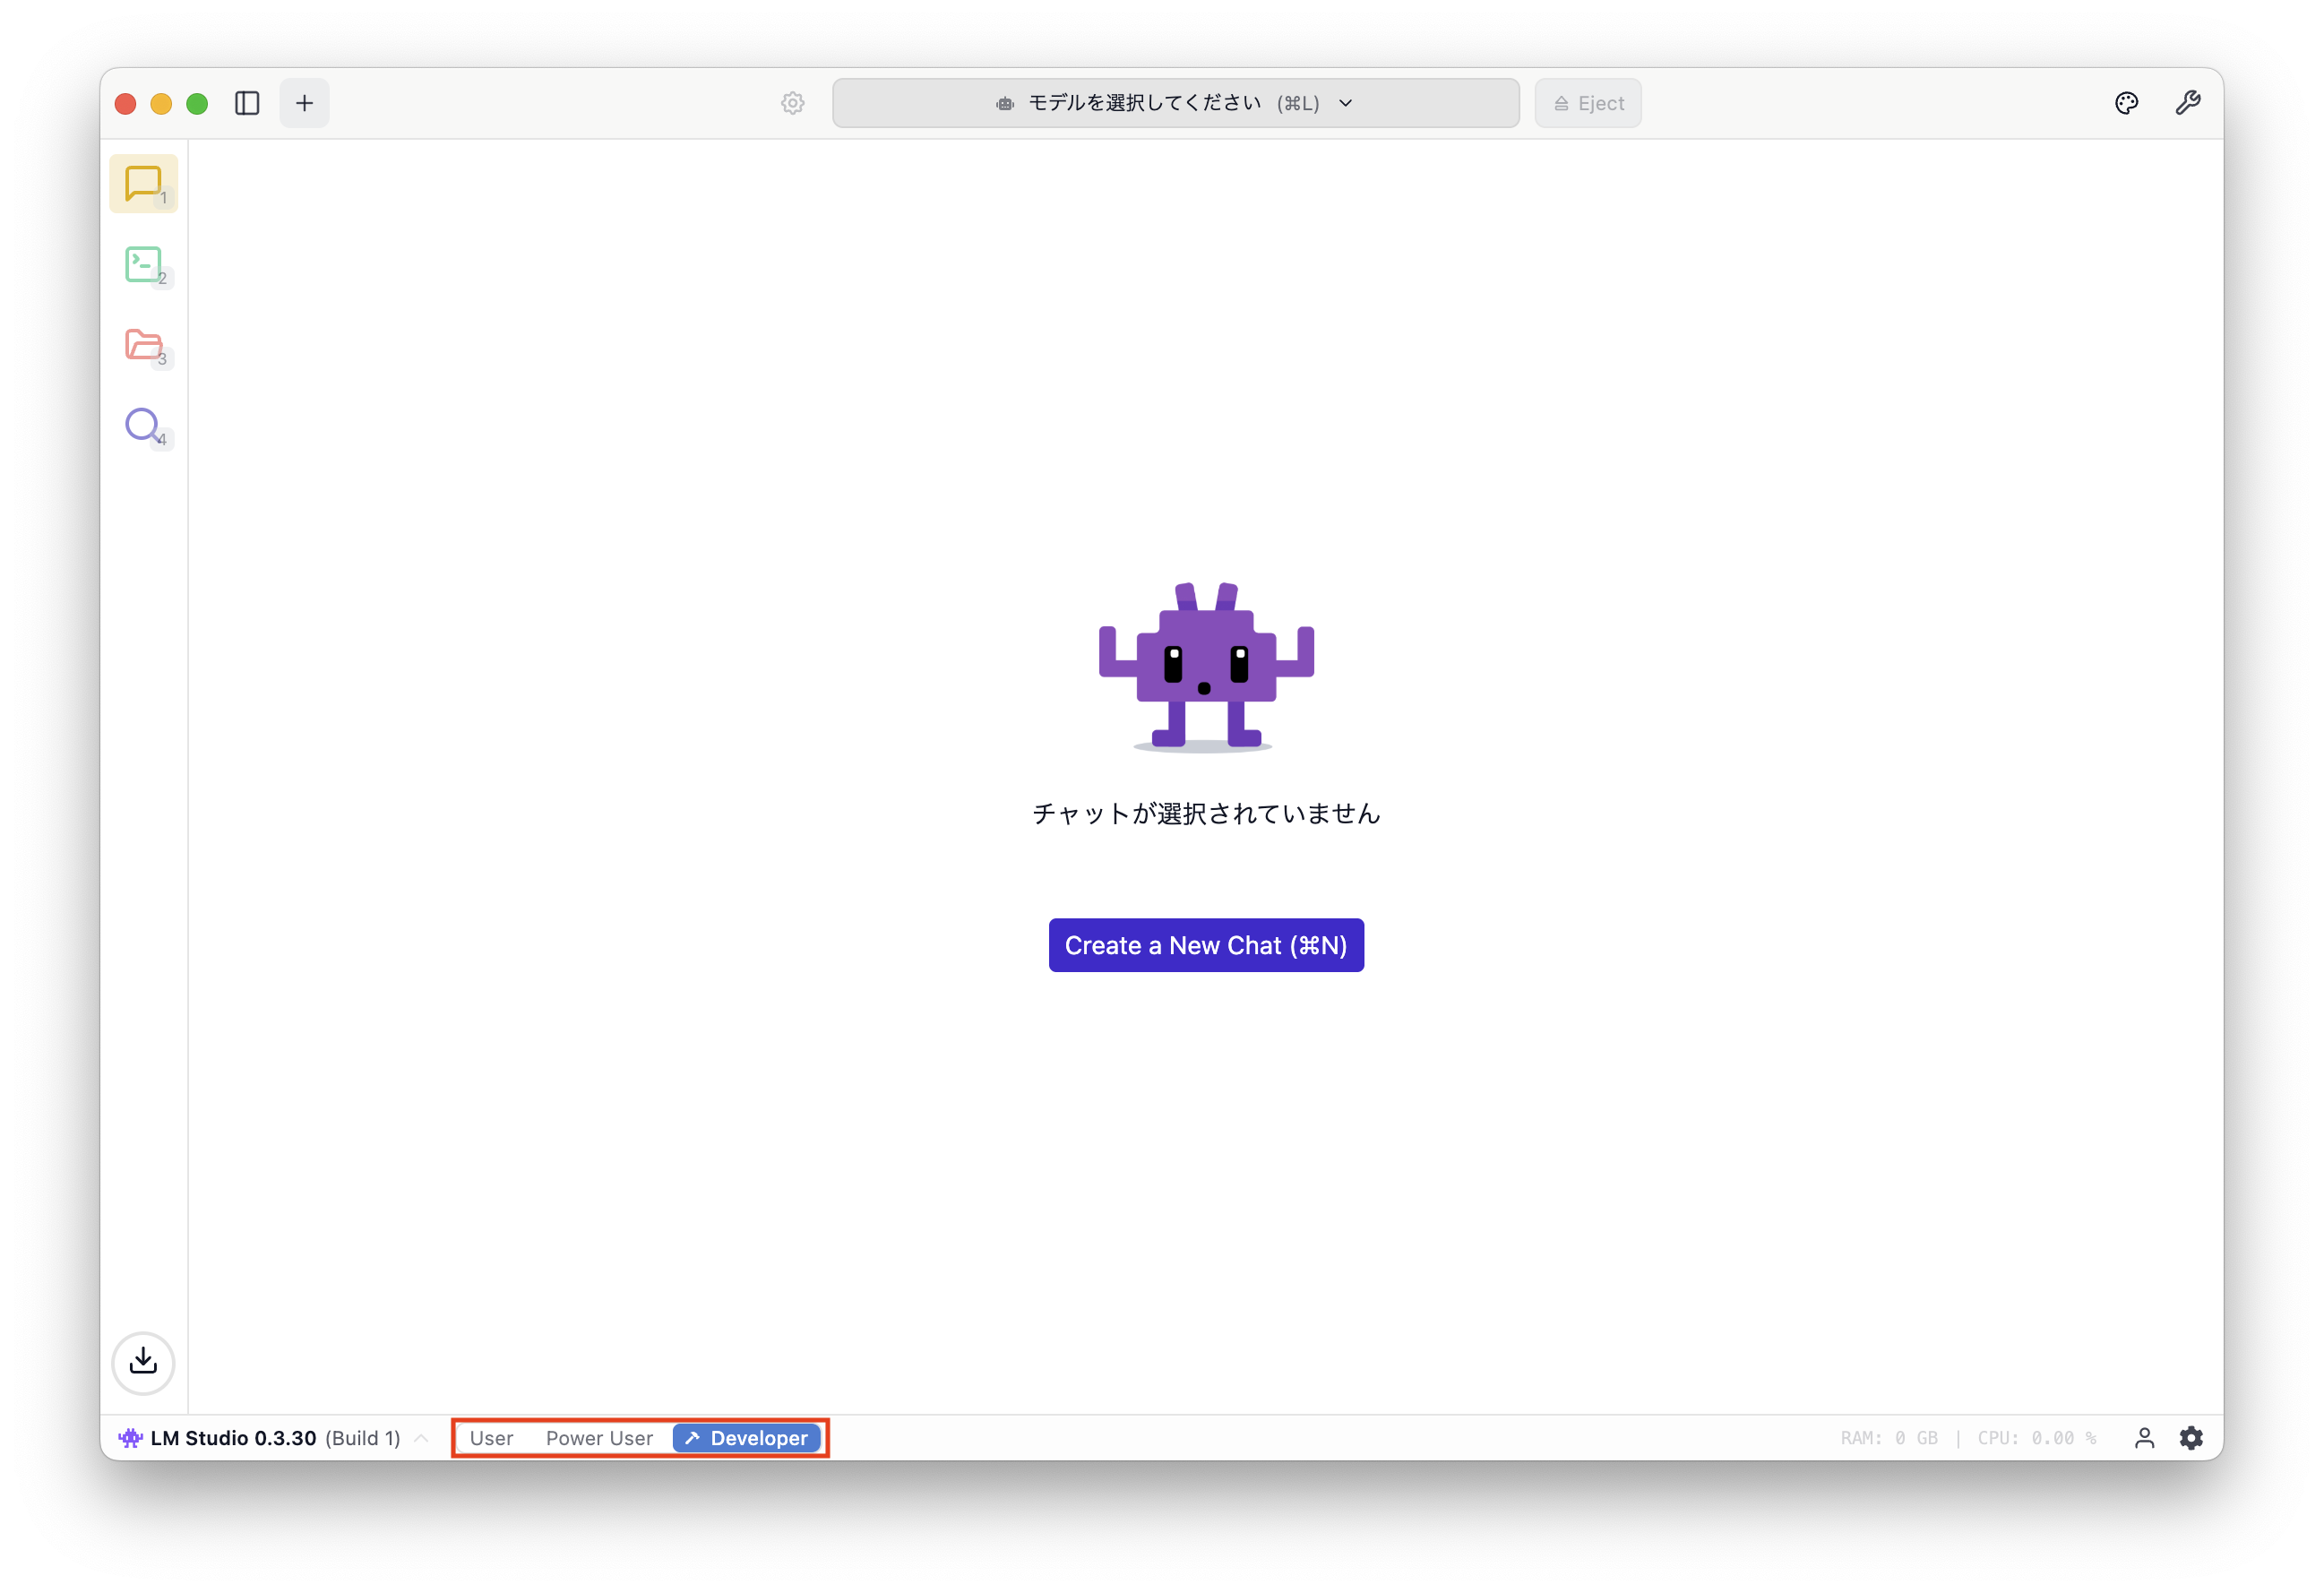 モデルを選択してください (⌘L)
Eject
1
2
3
4
チャットが選択されていません
Create a New Chat (⌘N)
LM Studio 0.3.30 (Build 1) User Power User Developer RAM: 0 GB | CPU: 0.00 %